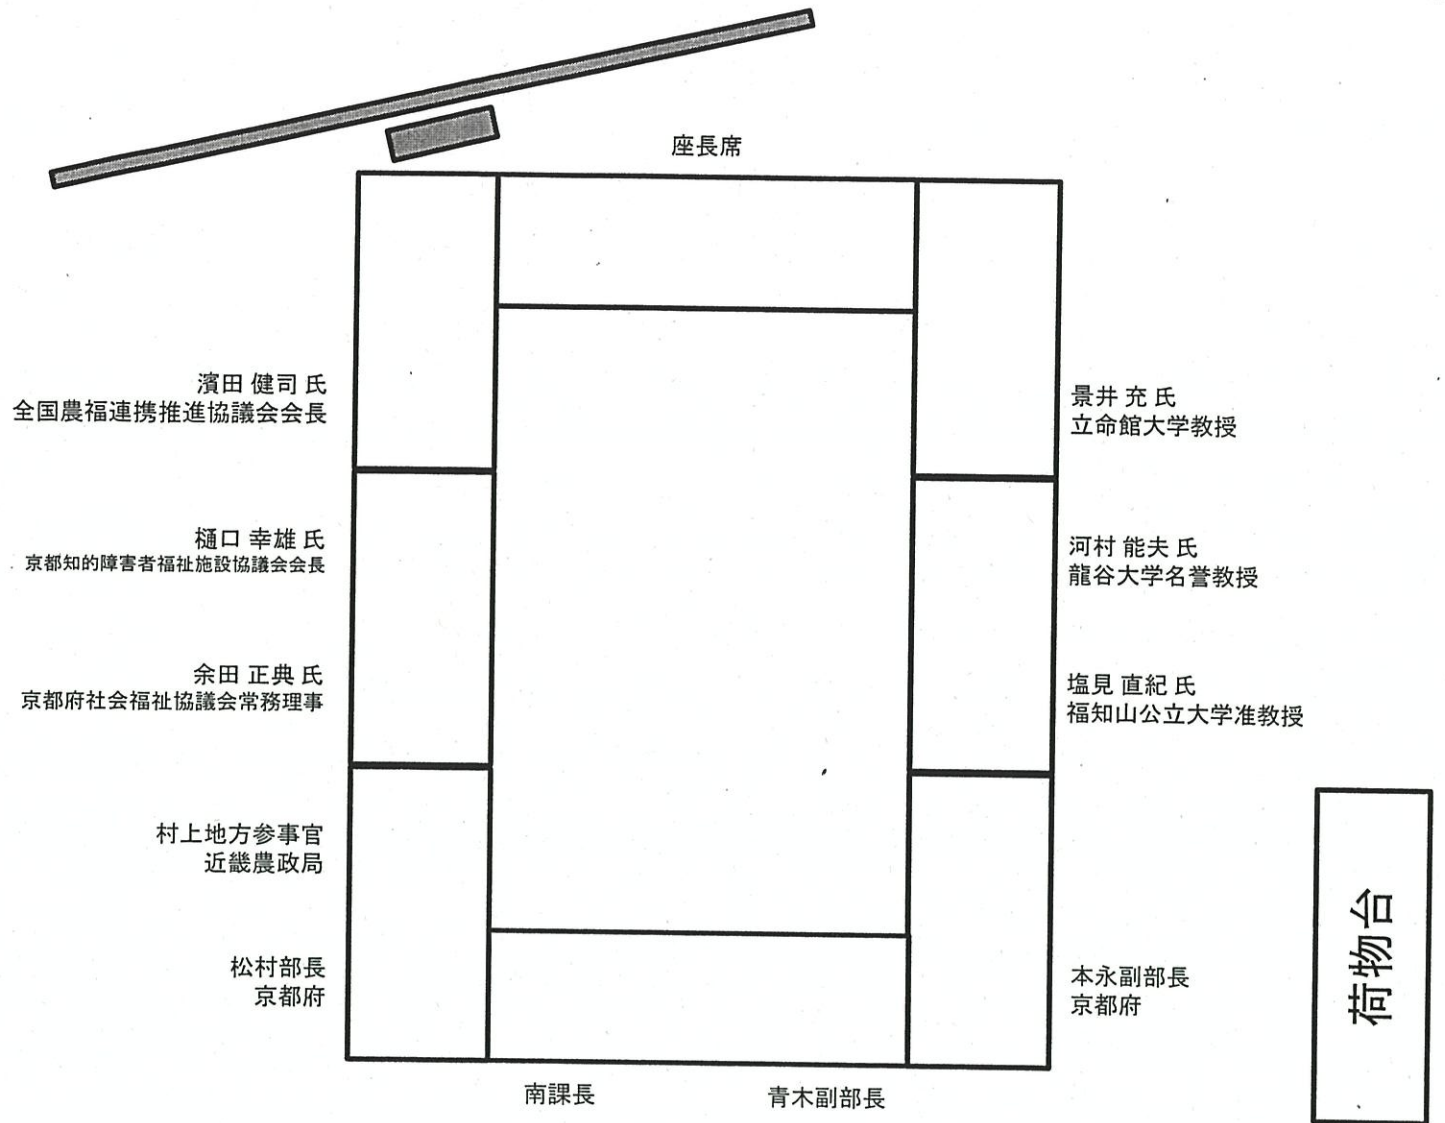 座長席
濱田 健司 氏
全国農福連携推進協議会会長
景井 充 氏
立命館大学教授
樋口 幸雄 氏
京都知的障害者福祉施設協議会会長
河村 能夫 氏
龍谷大学名誉教授
余田 正典 氏
京都府社会福祉協議会常務理事
塩見 直紀 氏
福知山公立大学准教授
村上地方参事官
近畿農政局
松村部長
京都府
本永副部長
京都府
荷物台
南課長
青木副部長